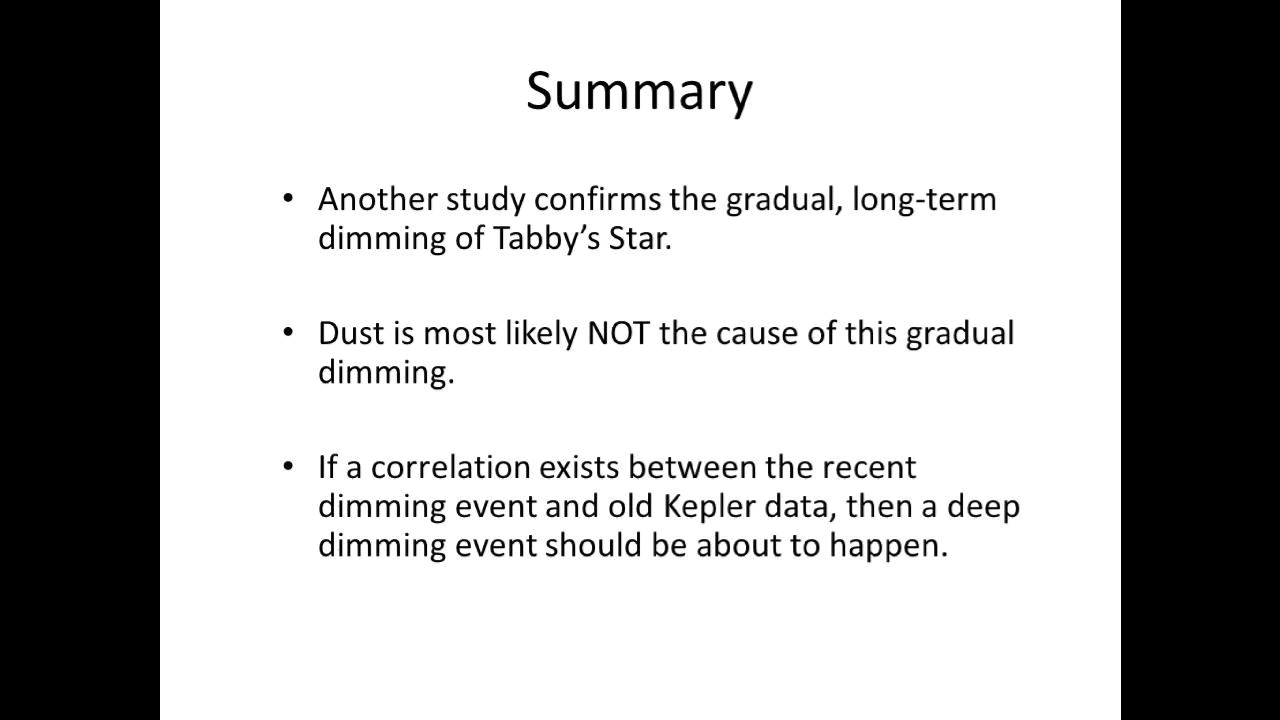 Summary
• Another study confirms the gradual, long-term
dimming of Tabby’s Star.
• Dust is most likely NOT the cause of this gradual
dimming.
• If a correlation exists between the recent
dimming event and old Kepler data, then a deep
dimming event should be about to happen.